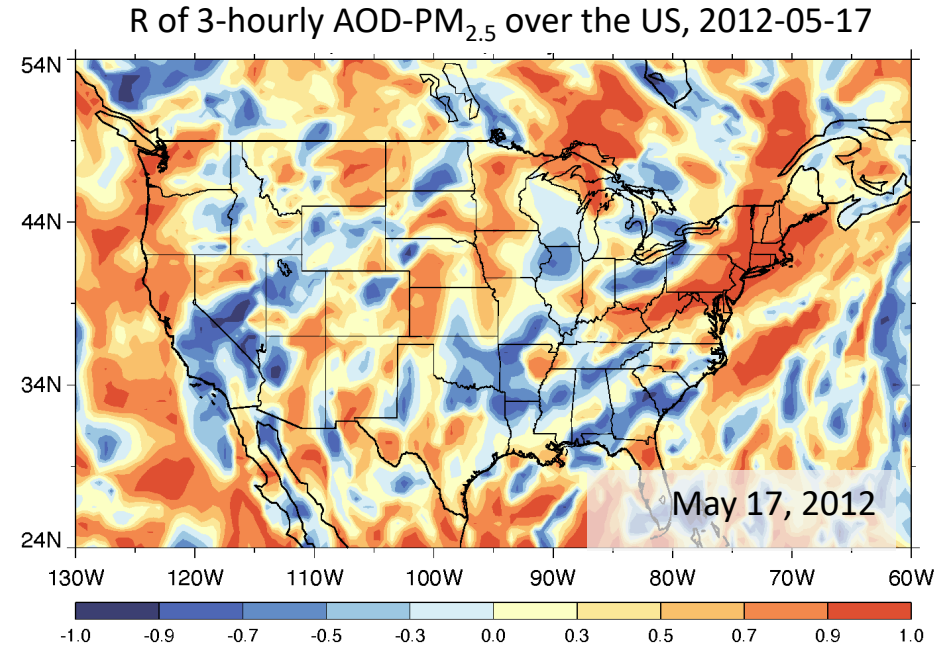 R of 3-hourly AOD-PM2.5 over the US, 2012-05-17
54N
44N
34N
24N
May 17, 2012
130W 120W 110W 100W 90W 80W 70W 60W
-1.0 -0.9 -0.7 -0.5 -0.3 0.0 0.3 0.5 0.7 0.9 1.0